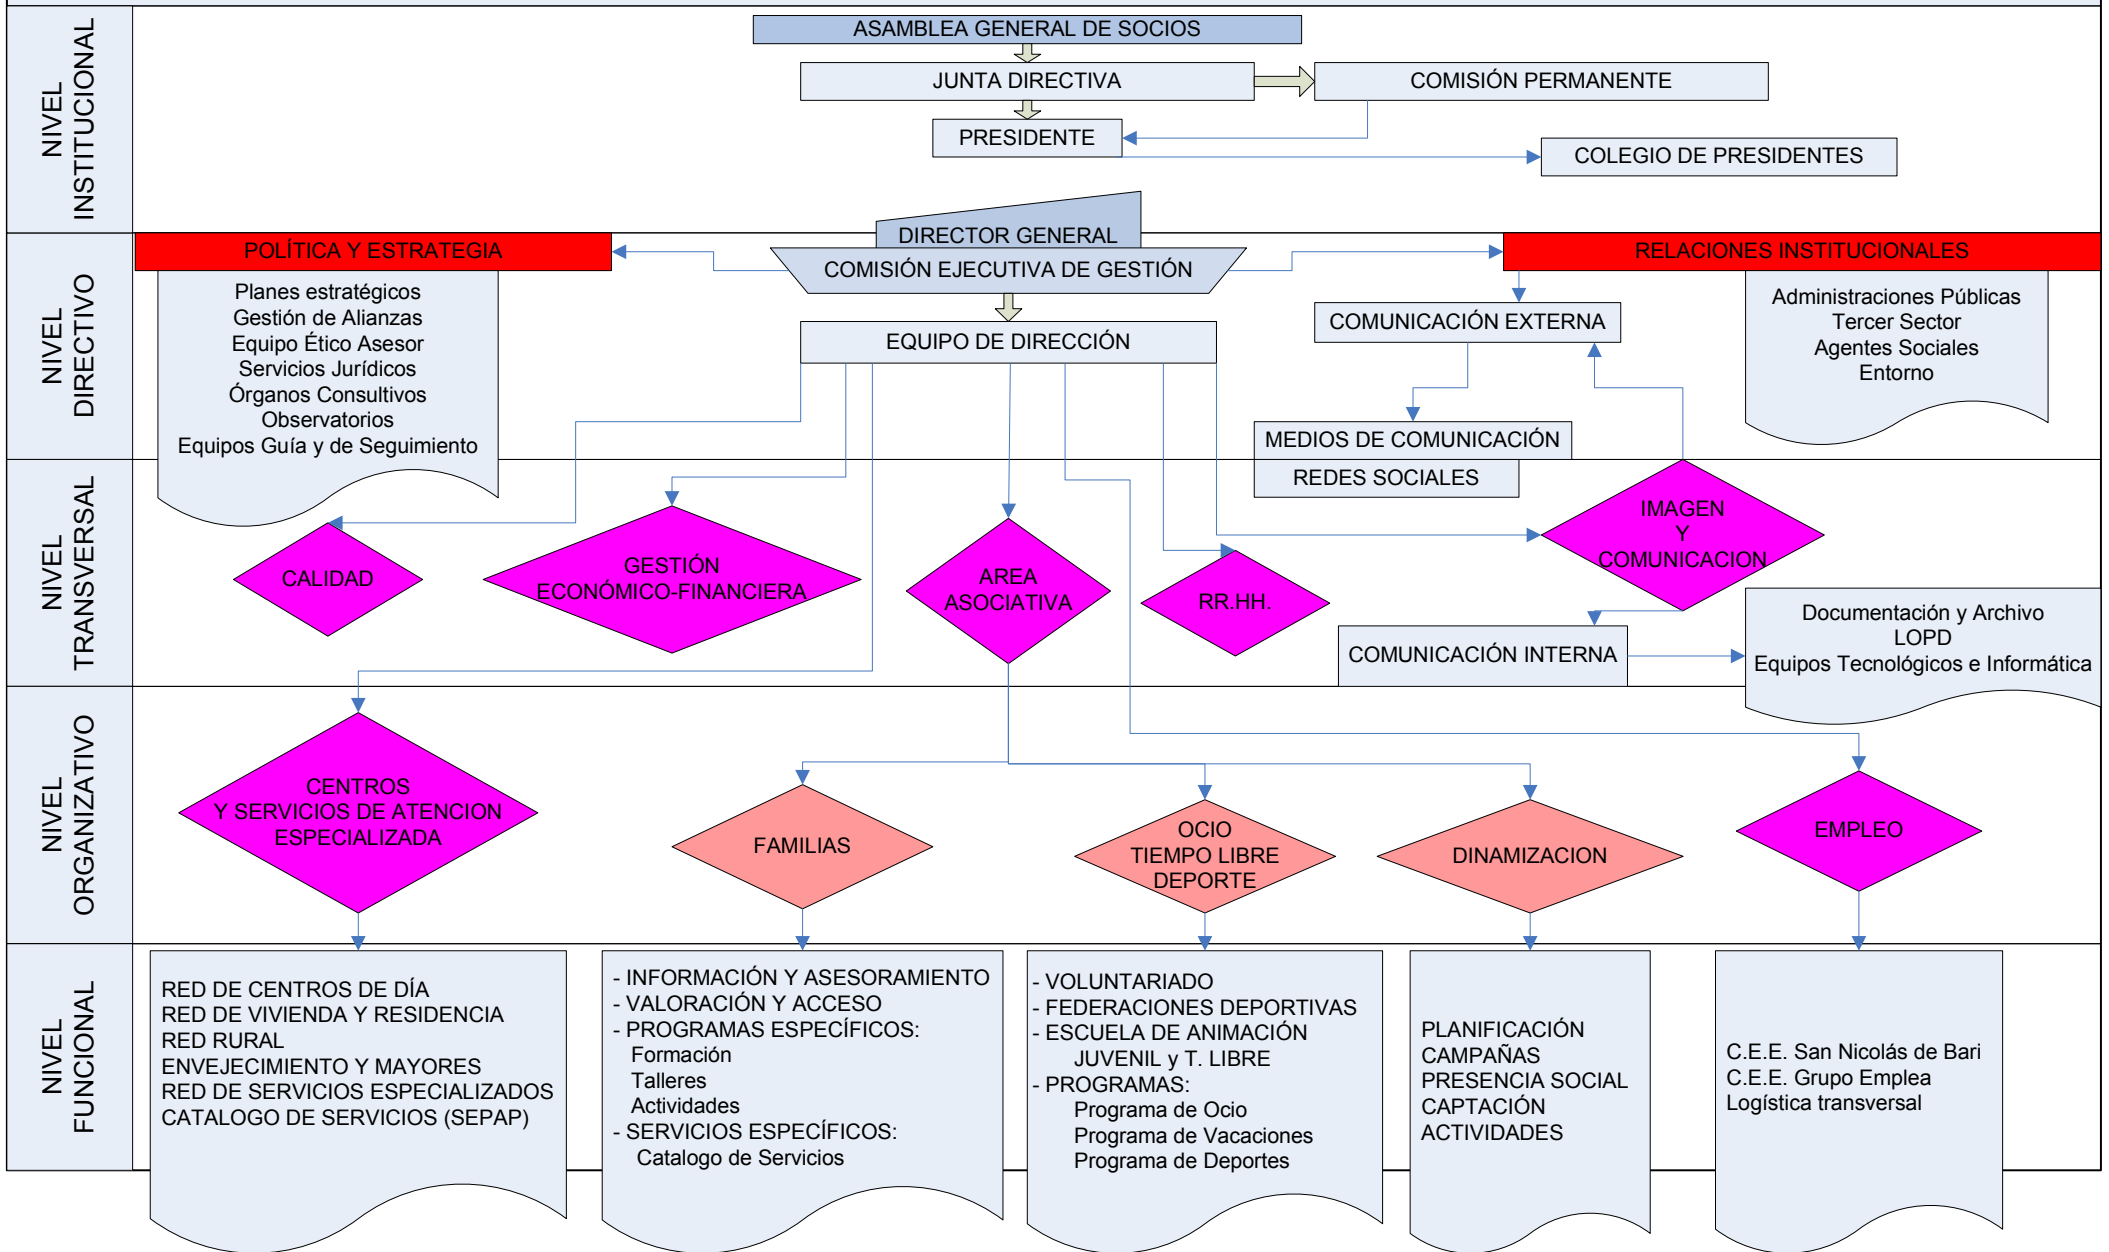 NIVEL
INSTITUCIONAL
ASAMBLEA GENERAL DE SOCIOS
JUNTA DIRECTIVA
COMISIÓN PERMANENTE
PRESIDENTE
COLEGIO DE PRESIDENTES
NIVEL
DIRECTIVO
DIRECTOR GENERAL
COMISIÓN EJECUTIVA DE GESTIÓN
POLÍTICA Y ESTRATEGIA
Planes estratégicos
Gestión de Alianzas
Equipo Ético Asesor
Servicios Jurídicos
Órganos Consultivos
Observatorios
Equipos Guía y de Seguimiento
EQUIPO DE DIRECCIÓN
RELACIONES INSTITUCIONALES
Administraciones Públicas
Tercer Sector
Agentes Sociales
Entorno
COMUNICACIÓN EXTERNA
MEDIOS DE COMUNICACIÓN
REDES SOCIALES
NIVEL
TRANSVERSAL
CALIDAD
GESTIÓN
ECONÓMICO-FINANCIERA
AREA
ASOCIATIVA
RR.HH.
IMAGEN
Y
COMUNICACION
COMUNICACIÓN INTERNA
Documentación y Archivo
LOPD
Equipos Tecnológicos e Informática
NIVEL
ORGANIZATIVO
CENTROS
Y SERVICIOS DE ATENCION
ESPECIALIZADA
FAMILIAS
OCIO
TIEMPO LIBRE
DEPORTE
DINAMIZACION
EMPLEO
NIVEL
FUNCIONAL
RED DE CENTROS DE DÍA
RED DE VIVIENDA Y RESIDENCIA
RED RURAL
ENVEJECIMIENTO Y MAYORES
RED DE SERVICIOS ESPECIALIZADOS
CATALOGO DE SERVICIOS (SEPAP)
- INFORMACIÓN Y ASESORAMIENTO
- VALORACIÓN Y ACCESO
- PROGRAMAS ESPECÍFICOS:
Formación
Talleres
Actividades
- SERVICIOS ESPECÍFICOS:
Catalogo de Servicios
- VOLUNTARIADO
- FEDERACIONES DEPORTIVAS
- ESCUELA DE ANIMACIÓN
JUVENIL y T. LIBRE
- PROGRAMAS:
Programa de Ocio
Programa de Vacaciones
Programa de Deportes
PLANIFICACIÓN
CAMPAÑAS
PRESENCIA SOCIAL
CAPTACIÓN
ACTIVIDADES
C.E.E. San Nicolás de Bari
C.E.E. Grupo Emplea
Logística transversal